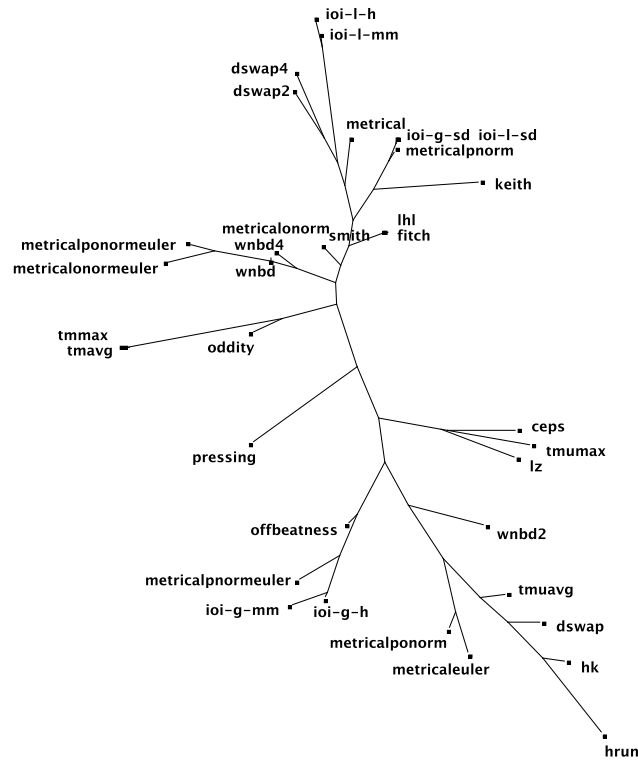 ioi-l-h
ioi-l-mm
dswap4
dswap2
metrical
ioi-g-sd ioi-l-sd
metricalpnorm
keith
lhl
fitch
metricalonorm
smith
wnbd4
metricalponormeuler
metricalonormeuler
wnbd
tmmax
tmavg
oddity
pressing
ceps
tmumax
lz
offbeatness
wnbd2
metricalpnormeuler
ioi-g-mm
ioi-g-h
tmuavg
dswap
metricalponorm
metricaleuler
hk
hrun